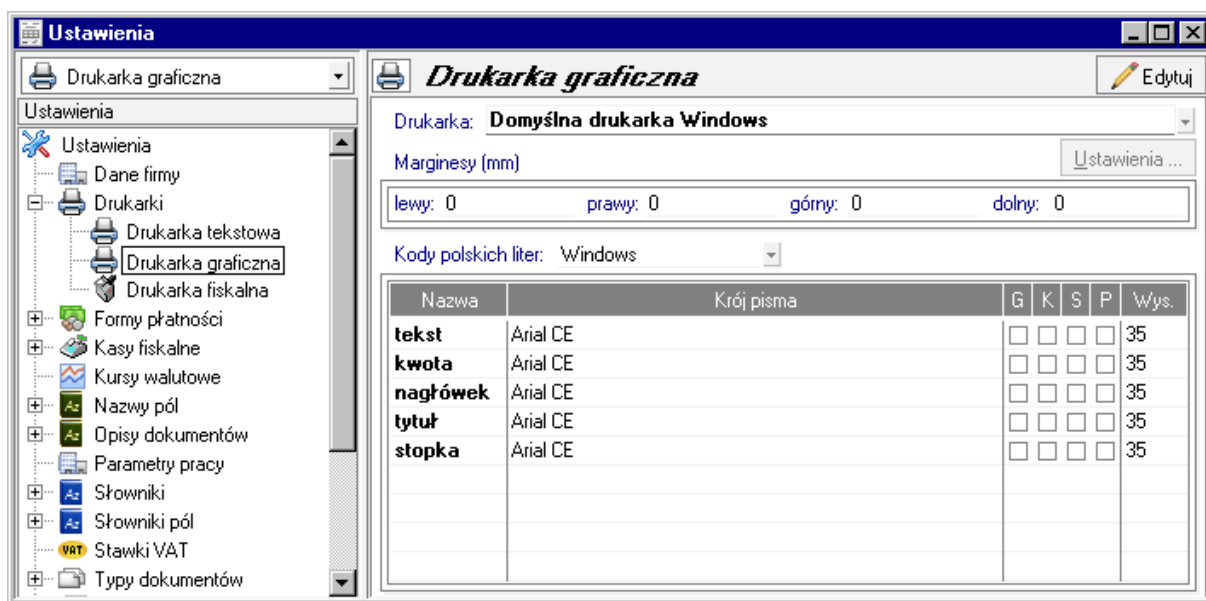 Ustawienia
Drukarka graficzna
Ustawienia
Ustawienia
Dane firmy
Drukarki
Drukarka tekstowa
Drukarka graficzna
Drukarka fiskalna
Formy płatności
Kasy fiskalne
Kursy walutowe
Nazwy pól
Opisy dokumentów
Parametry pracy
Słowniki
Słowniki pól
VAT Stawki VAT
Typy dokumentów
Drukarka graficzna
Edytuj
Drukarka: Domyślna drukarka Windows
Marginesy (mm)
Ustawienia ...
lewy: 0 prawy: 0 górny: 0 dolny: 0
Kody polskich liter: Windows
Nazwa Krój pisma G K S P Wys.
tekst Arial CE 35
kwota Arial CE 35
nagłówek Arial CE 35
tytuł Arial CE 35
stopka Arial CE 35